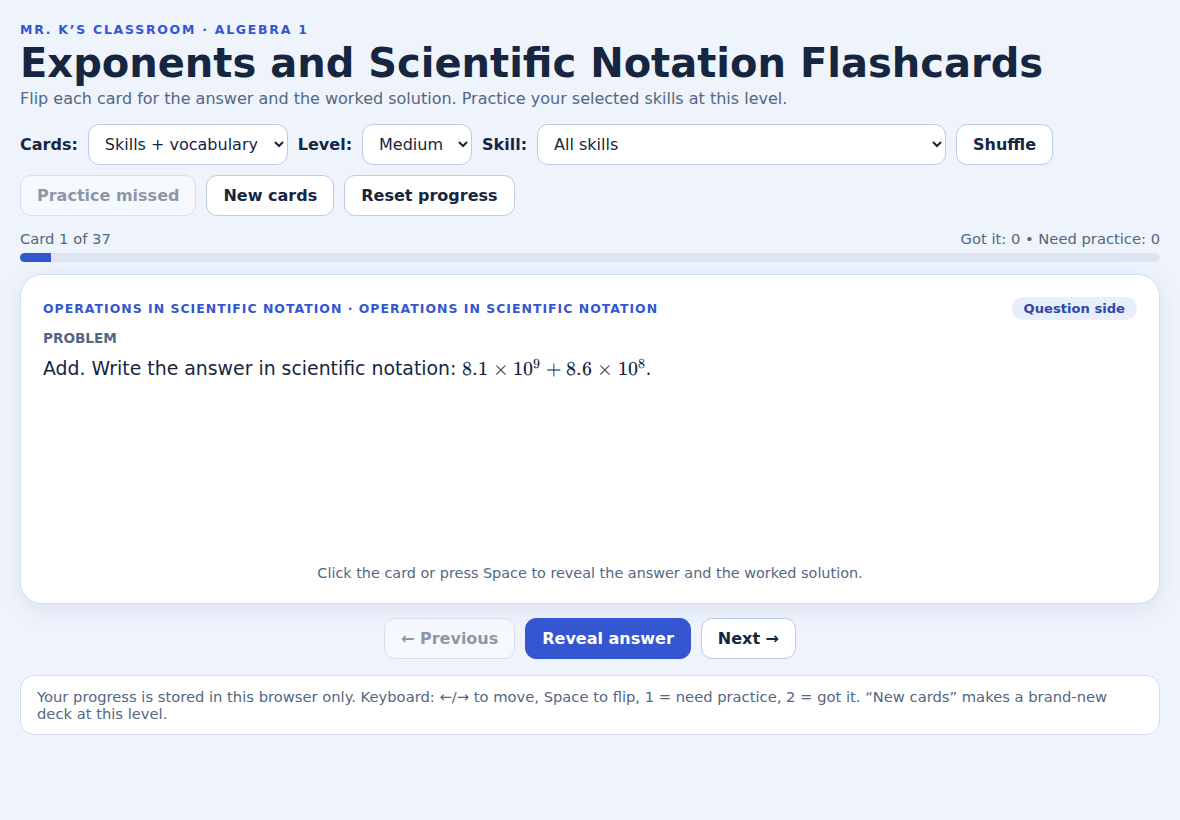 MR. K’S CLASSROOM · ALGEBRA 1
Exponents and Scientific Notation Flashcards
Flip each card for the answer and the worked solution. Practice your selected skills at this level.
Cards: Skills + vocabulary Level: Medium Skill: All skills Shuffle
Practice missed New cards Reset progress
Card 1 of 37 Got it: 0 • Need practice: 0
OPERATIONS IN SCIENTIFIC NOTATION · OPERATIONS IN SCIENTIFIC NOTATION Question side
PROBLEM
Add. Write the answer in scientific notation: 8.1 × 10⁹ + 8.6 × 10⁸.
Click the card or press Space to reveal the answer and the worked solution.
← Previous Reveal answer Next →
Your progress is stored in this browser only. Keyboard: ←/→ to move, Space to flip, 1 = need practice, 2 = got it. “New cards” makes a brand-new
deck at this level.